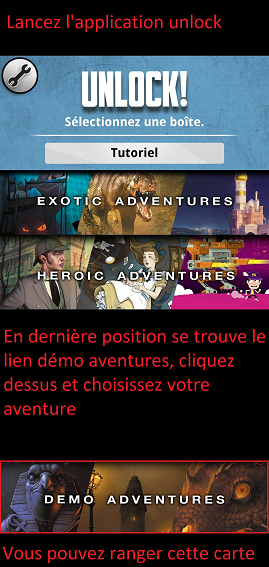 Lancez l'application unlock
UNLOCK!
Sélectionnez une boîte.
Tutoriel
EXOTIC ADVENTURES
HEROIC ADVENTURES
En dernière position se trouve le
lien démo aventures, cliquez
dessus et choisissez votre
aventure
DEMO ADVENTURES
Vous pouvez ranger cette carte